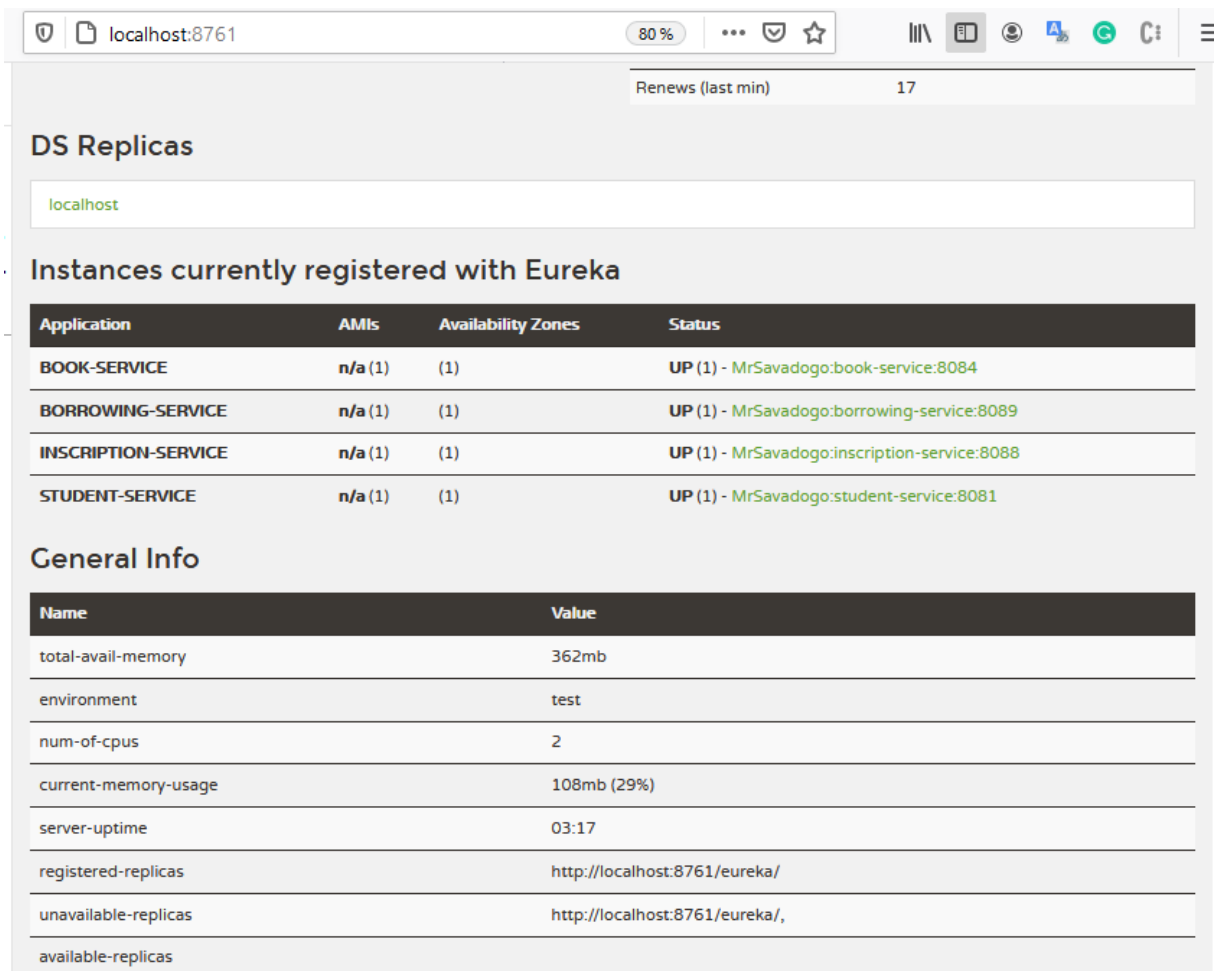 localhost:8761 80 %
Renews (last min) 17
DS Replicas
localhost
Instances currently registered with Eureka
Application AMIs Availability Zones Status
BOOK-SERVICE n/a (1) (1) UP (1) - MrSavadogo:book-service:8084
BORROWING-SERVICE n/a (1) (1) UP (1) - MrSavadogo:borrowing-service:8089
INSCRIPTION-SERVICE n/a (1) (1) UP (1) - MrSavadogo:inscription-service:8088
STUDENT-SERVICE n/a (1) (1) UP (1) - MrSavadogo:student-service:8081
General Info
Name Value
total-avail-memory 362mb
environment test
num-of-cpus 2
current-memory-usage 108mb (29%)
server-uptime 03:17
registered-replicas http://localhost:8761/eureka/
unavailable-replicas http://localhost:8761/eureka/,
available-replicas